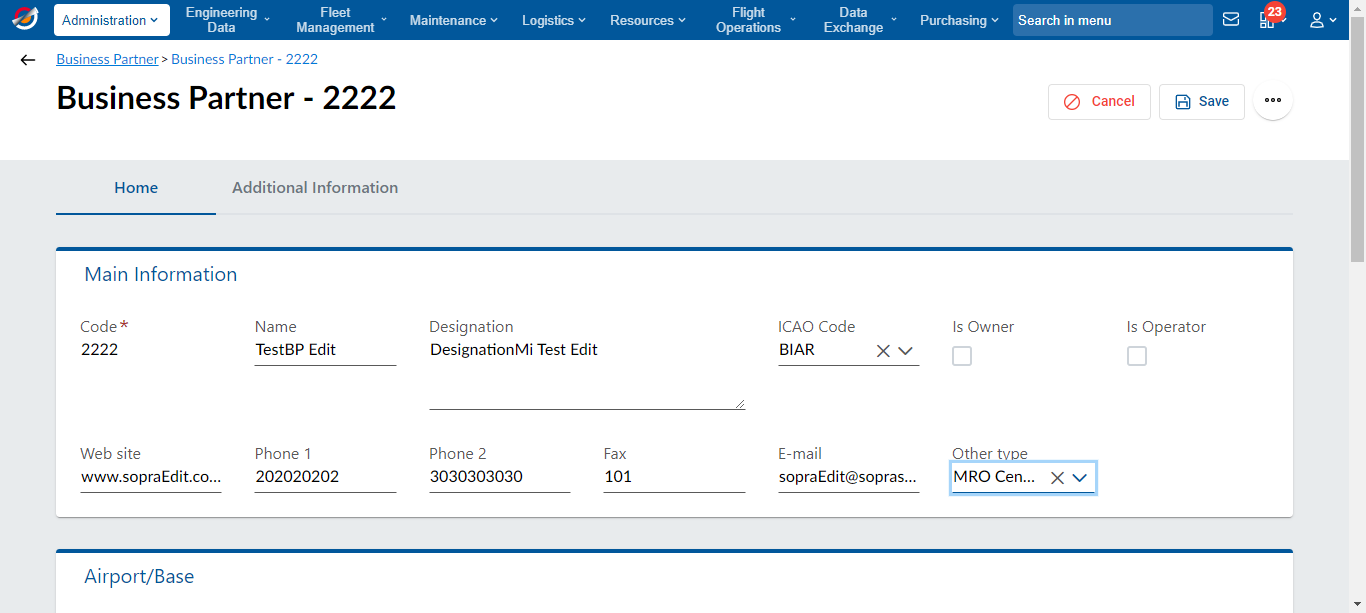 Administration
Engineering Data
Fleet Management
Maintenance
Logistics
Resources
Flight Operations
Data Exchange
Purchasing
Search in menu
23
Business Partner > Business Partner - 2222
Business Partner - 2222
Cancel
Save
Home
Additional Information
Main Information
Code*
Name
Designation
ICAO Code
Is Owner
Is Operator
2222
TestBP Edit
DesignationMi Test Edit
BIAR
Web site
Phone 1
Phone 2
Fax
E-mail
Other type
www.sopraEdit.co...
202020202
3030303030
101
sopraEdit@sopras...
MRO Cen...
Airport/Base